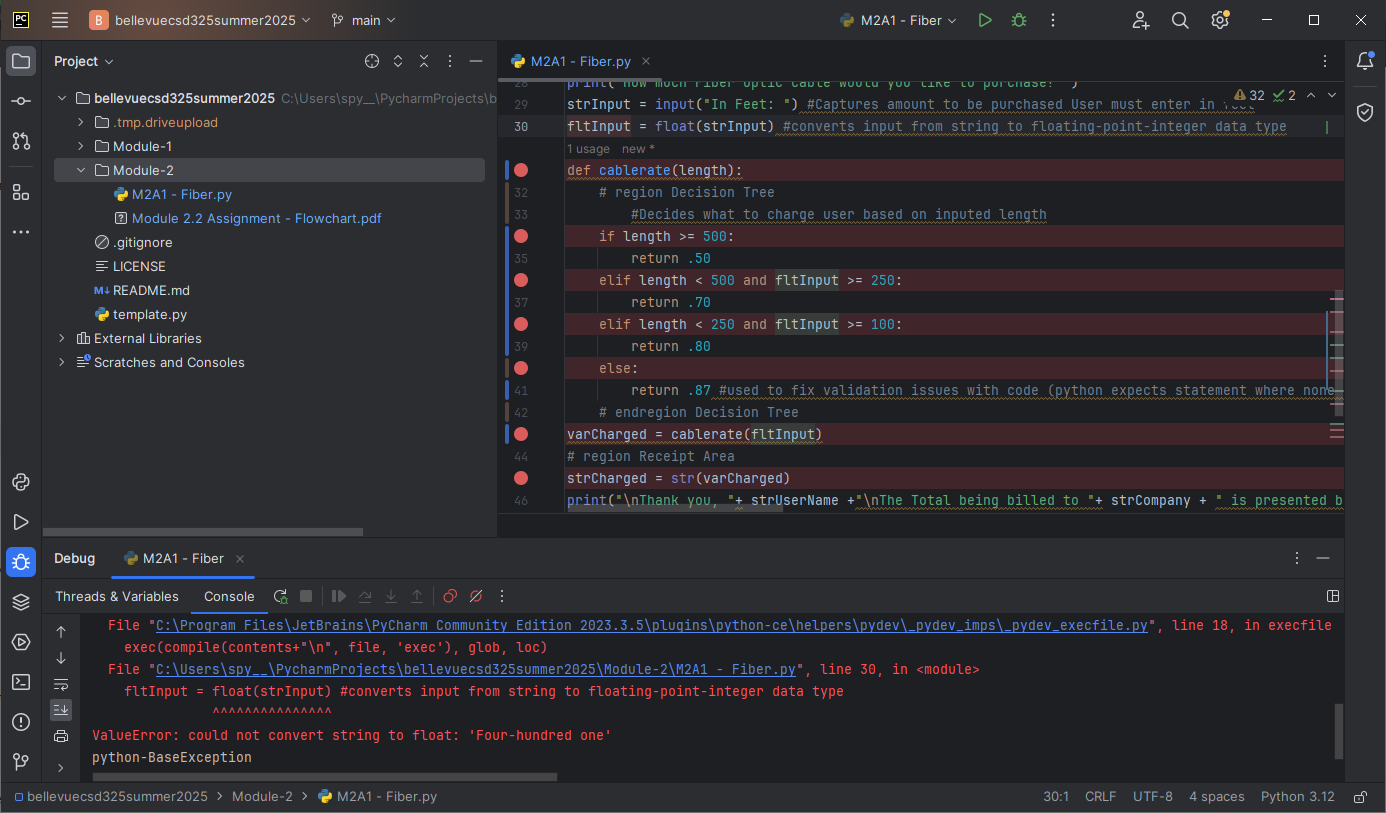 PC
B bellevuecsd325summer2025 main M2A1 - Fiber
Project
bellevuecsd325summer2025 C:\Users\spy__\PycharmProjects\b
.tmp.driveupload
Module-1
Module-2
M2A1 - Fiber.py
Module 2.2 Assignment - Flowchart.pdf
.gitignore
LICENSE
M↓ README.md
template.py
External Libraries
Scratches and Consoles
M2A1 - Fiber.py
32 2
28 print("How much Fiber optic cable would you like to purchase? ")
29 strInput = input("In Feet: ") #Captures amount to be purchased User must enter in feet
30 fltInput = float(strInput) #converts input from string to floating-point-integer data type
1 usage new *
def cablerate(length):
32 # region Decision Tree
33 #Decides what to charge user based on inputed length
if length >= 500:
35 return .50
elif length < 500 and fltInput >= 250:
37 return .70
elif length < 250 and fltInput >= 100:
39 return .80
else:
41 return .87 #used to fix validation issues with code (python expects statement where none
42 # endregion Decision Tree
varCharged = cablerate(fltInput)
44 # region Receipt Area
strCharged = str(varCharged)
46 print("\nThank you, "+ strUserName +"\nThe Total being billed to "+ strCompany + " is presented b
Debug M2A1 - Fiber
Threads & Variables Console
File "C:\Program Files\JetBrains\PyCharm Community Edition 2023.3.5\plugins\python-ce\helpers\pydev\_pydev_imps\_pydev_execfile.py", line 18, in execfile
exec(compile(contents+"\n", file, 'exec'), glob, loc)
File "C:\Users\spy__\PycharmProjects\bellevuecsd325summer2025\Module-2\M2A1 - Fiber.py", line 30, in <module>
fltInput = float(strInput) #converts input from string to floating-point-integer data type
^^^^^^^^^^^^^^^
ValueError: could not convert string to float: 'Four-hundred one'
python-BaseException
bellevuecsd325summer2025 > Module-2 > M2A1 - Fiber.py 30:1 CRLF UTF-8 4 spaces Python 3.12